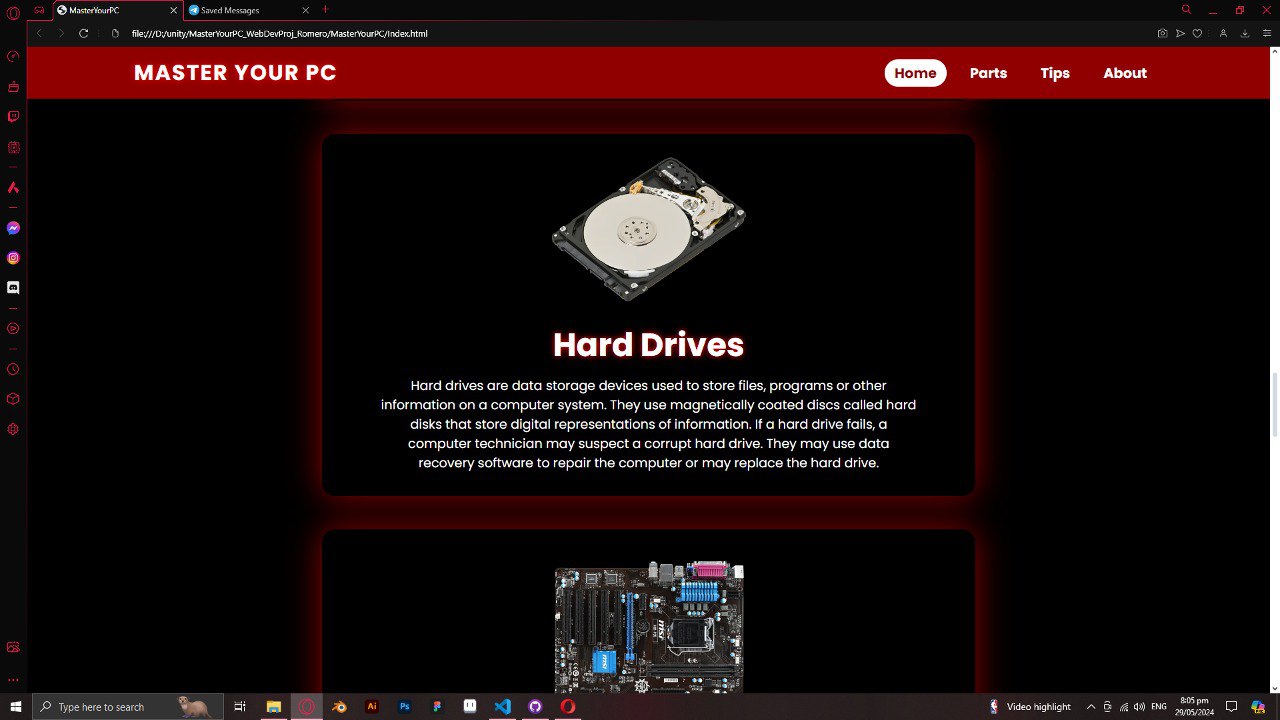 MasterYourPC
Saved Messages
file:///D:/unity/MasterYourPC_WebDevProj_Romero/MasterYourPC/Index.html
MASTER YOUR PC
Home
Parts
Tips
About
Hard Drives
Hard drives are data storage devices used to store files, programs or other
information on a computer system. They use magnetically coated discs called hard
disks that store digital representations of information. If a hard drive fails, a
computer technician may suspect a corrupt hard drive. They may use data
recovery software to repair the computer or may replace the hard drive.
msi
msi
Type here to search
Ai
Ps
Video highlight
ENG
8:05 pm
29/05/2024